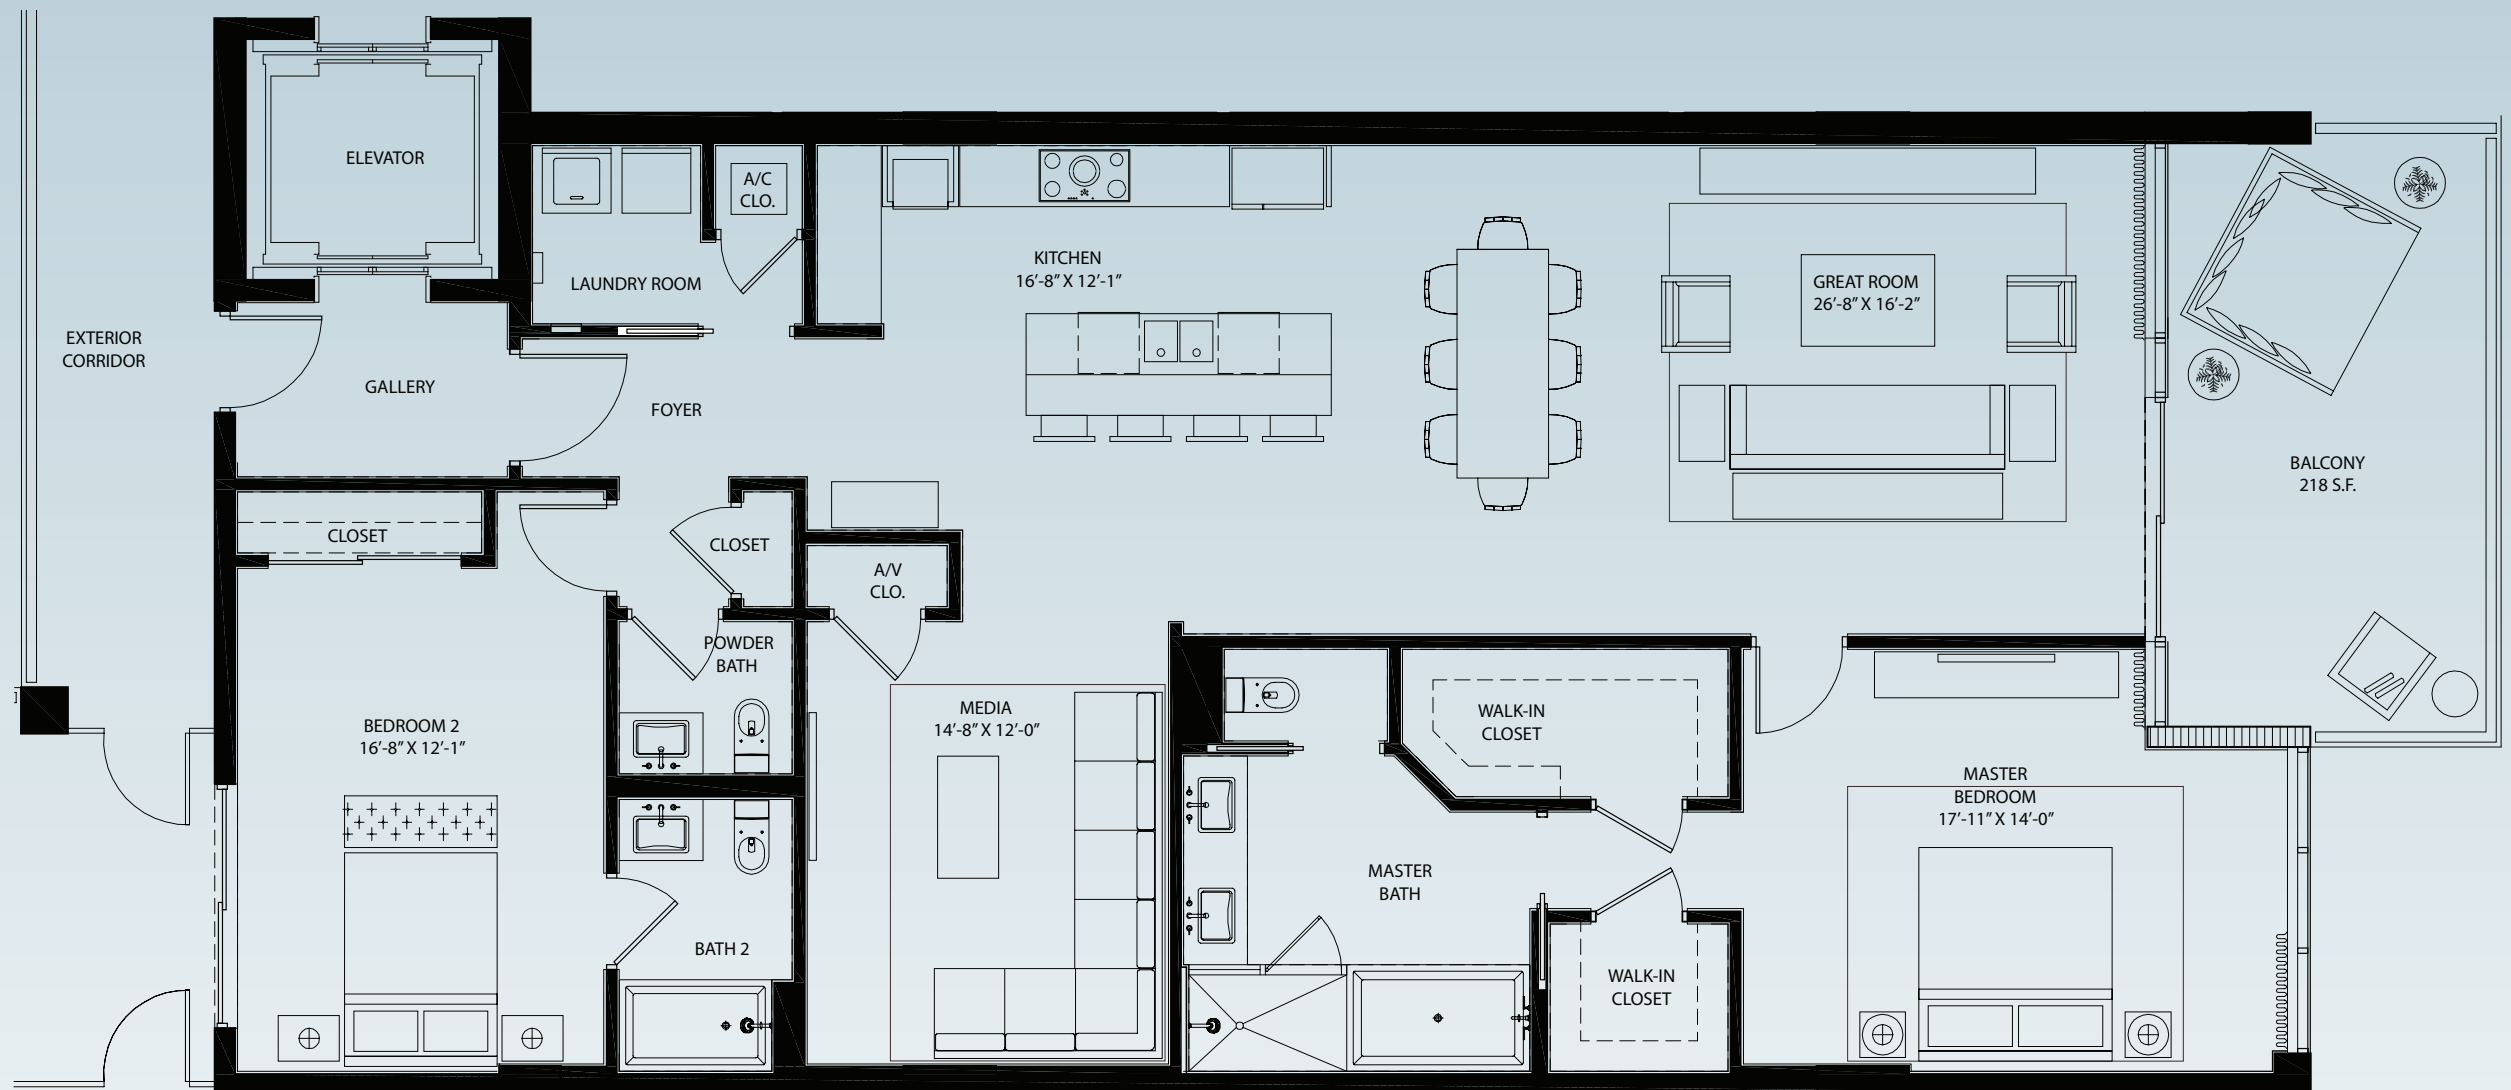 ELEVATOR
A/C
CLO.
LAUNDRY ROOM
KITCHEN
16'-8" X 12'-1"
GREAT ROOM
26'-8" X 16'-2"
EXTERIOR
CORRIDOR
GALLERY
FOYER
BALCONY
218 S.F.
CLOSET
CLOSET
A/V
CLO.
POWDER
BATH
BEDROOM 2
16'-8" X 12'-1"
MEDIA
14'-8" X 12'-0"
WALK-IN
CLOSET
MASTER
BEDROOM
17'-11" X 14'-0"
MASTER
BATH
BATH 2
WALK-IN
CLOSET